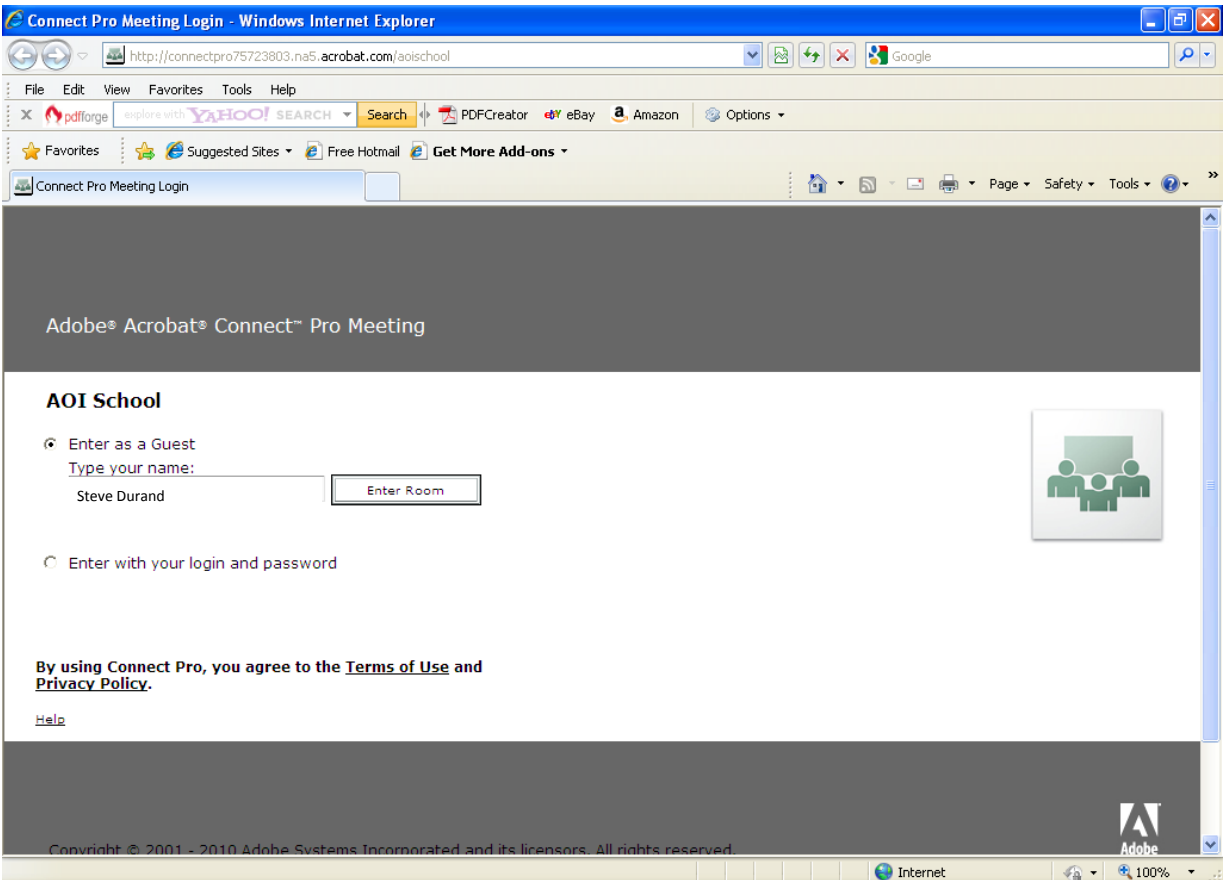 Connect Pro Meeting Login - Windows Internet Explorer
http://connectpro75723803.na5.acrobat.com/aoischool
Google
File Edit View Favorites Tools Help
X pdfforge explore with YAHOO! SEARCH Search PDFCreator ebY eBay a Amazon Options
Favorites Suggested Sites Free Hotmail Get More Add-ons
Connect Pro Meeting Login Page Safety Tools »
Adobe® Acrobat® Connect™ Pro Meeting
AOI School
Enter as a Guest
Type your name:
Steve Durand Enter Room
Enter with your login and password
By using Connect Pro, you agree to the Terms of Use and
Privacy Policy.
Help
Adobe
Copyright © 2001 - 2010 Adobe Systems Incorporated and its licensors. All rights reserved.
Internet 100%